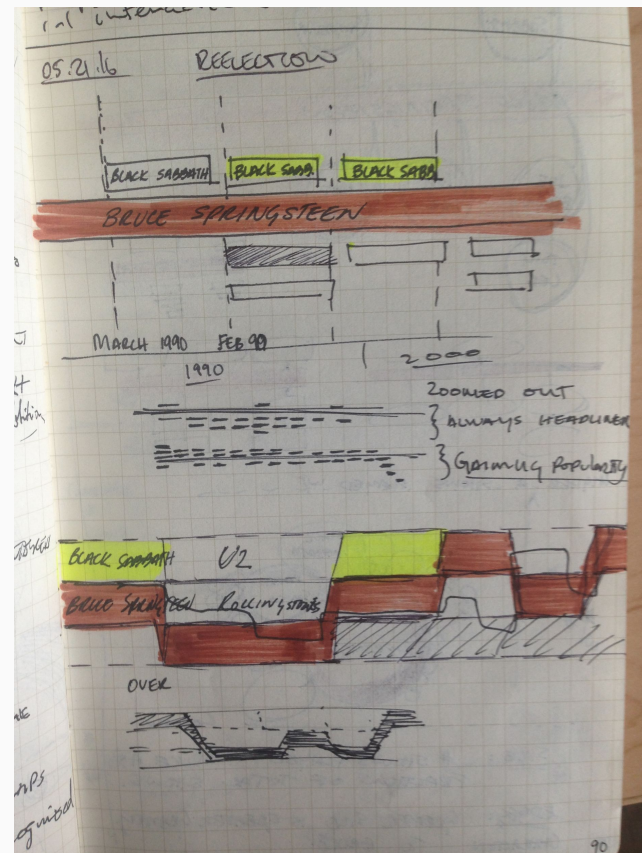 05.21.16 REFLECTION
BLACK SABBATH BLACK SABB. BLACK SABB
BRUCE SPRINGSTEEN
MARCH 1990 FEB 90
1990 2000
ZOOMED OUT
ALWAYS HEADLINER
GAINING POPULARITY
BLACK SABBATH U2
BRUCE SPRINGSTEEN ROLLING STONES
OVER
90